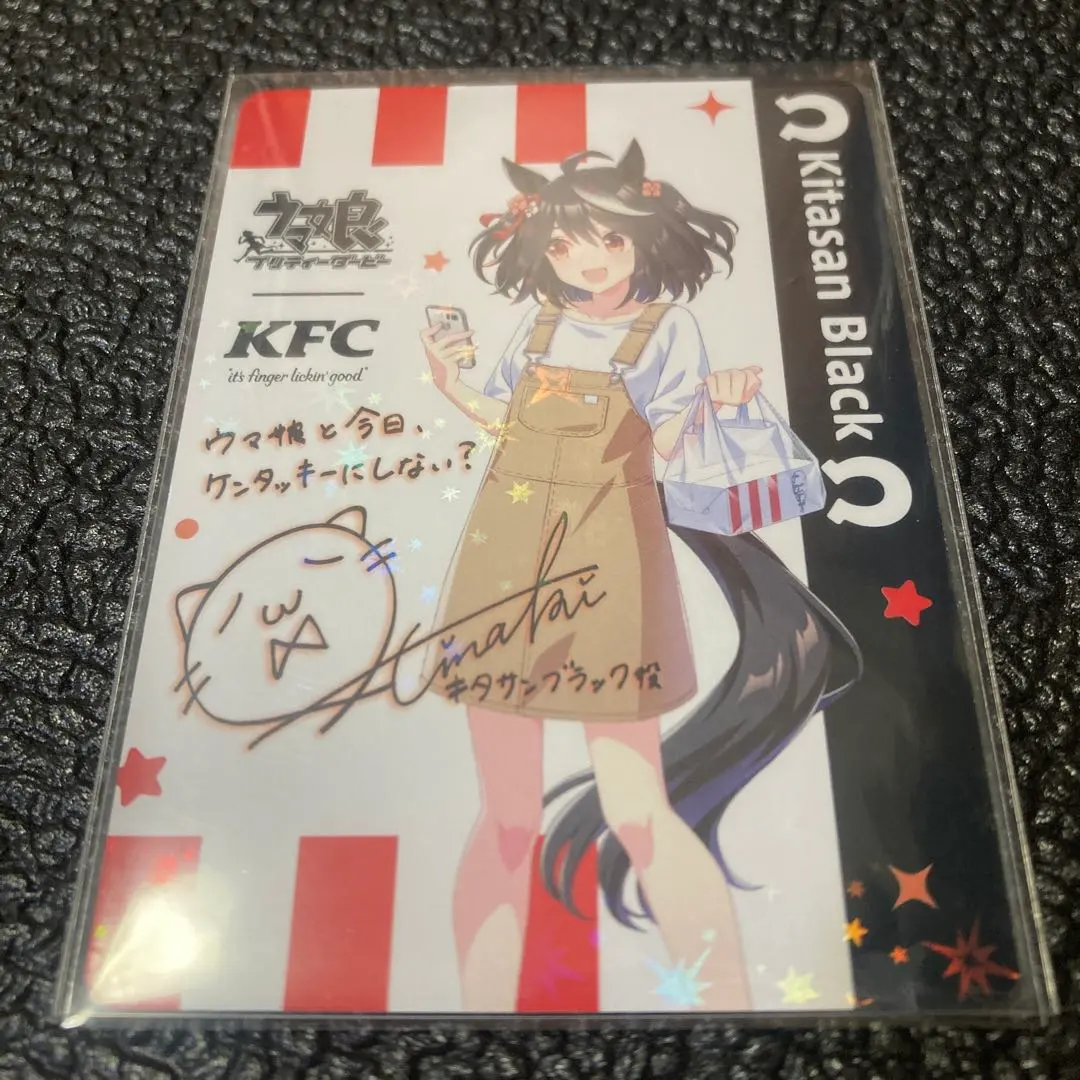 ウマ娘
プリティーダービー
KFC
"it's finger lickin' good"
ウマ娘と今日、
ケンタッキーにしない？
Hinaki
キタサンブラック役
Kitasan Black